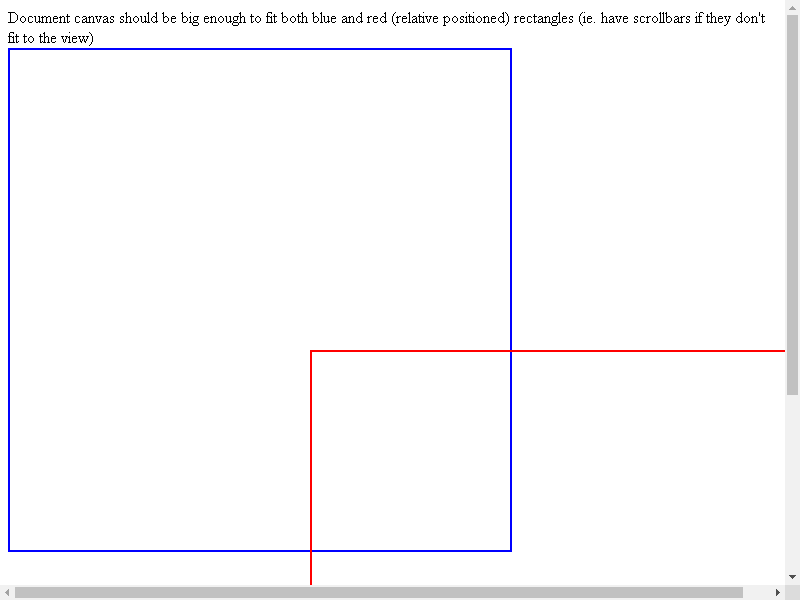 Document canvas should be big enough to fit both blue and red (relative positioned) rectangles (ie. have scrollbars if they don't
fit to the view)